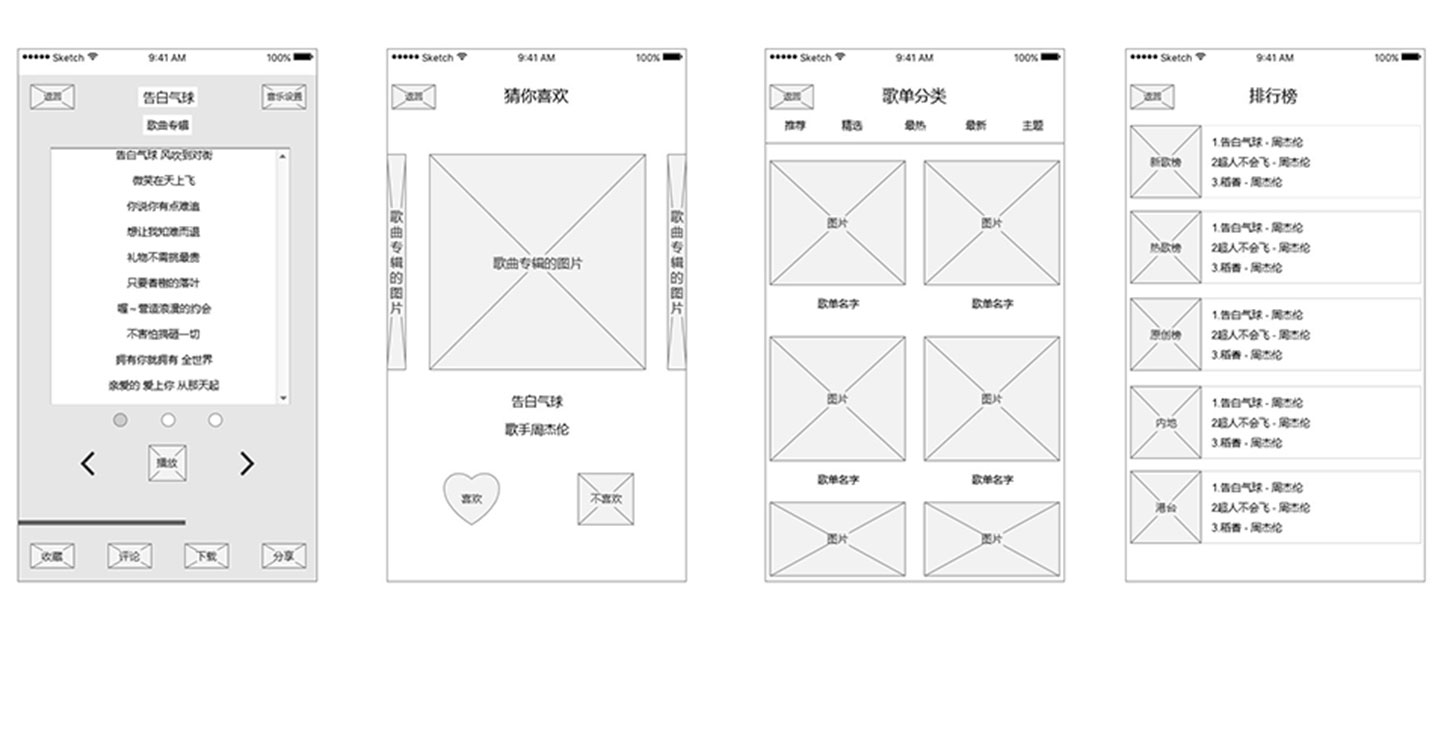 Sketch 9:41 AM 100%
返回 告白气球 音乐设置
歌曲专辑
告白气球 风吹到对街
微笑在天上飞
你说你有点难追
想让我知难而退
礼物不需挑最贵
只要香榭的落叶
喔~营造浪漫的约会
不害怕搞砸一切
拥有你就拥有 全世界
亲爱的 爱上你 从那天起
播放
收藏 评论 下载 分享
Sketch 9:41 AM 100%
返回 猜你喜欢
歌曲专辑的图片
歌曲专辑的图片
歌曲专辑的图片
告白气球
歌手周杰伦
喜欢 不喜欢
Sketch 9:41 AM 100%
返回 歌单分类
推荐 精选 最热 最新 主题
图片 图片
歌单名字 歌单名字
图片 图片
歌单名字 歌单名字
图片 图片
Sketch 9:41 AM 100%
返回 排行榜
新歌榜
1.告白气球 - 周杰伦
2超人不会飞 - 周杰伦
3.稻香 - 周杰伦
热歌榜
1.告白气球 - 周杰伦
2超人不会飞 - 周杰伦
3.稻香 - 周杰伦
原创榜
1.告白气球 - 周杰伦
2超人不会飞 - 周杰伦
3.稻香 - 周杰伦
内地
1.告白气球 - 周杰伦
2超人不会飞 - 周杰伦
3.稻香 - 周杰伦
港台
1.告白气球 - 周杰伦
2超人不会飞 - 周杰伦
3.稻香 - 周杰伦